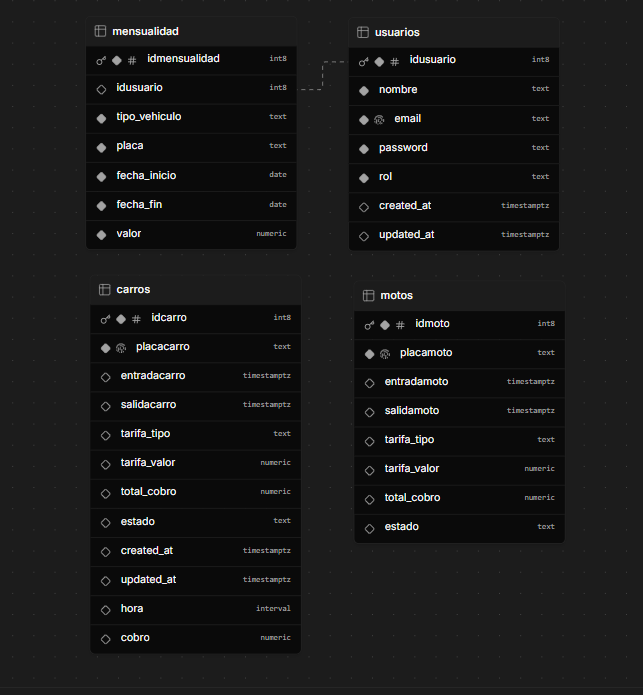 mensualidad
# idmensualidad int8
idusuario int8
tipo_vehiculo text
placa text
fecha_inicio date
fecha_fin date
valor numeric
usuarios
# idusuario int8
nombre text
email text
password text
rol text
created_at timestamptz
updated_at timestamptz
carros
# idcarro int8
placacarro text
entradacarro timestamptz
salidacarro timestamptz
tarifa_tipo text
tarifa_valor numeric
total_cobro numeric
estado text
created_at timestamptz
updated_at timestamptz
hora interval
cobro numeric
motos
# idmoto int8
placamoto text
entradamoto timestamptz
salidamoto timestamptz
tarifa_tipo text
tarifa_valor numeric
total_cobro numeric
estado text